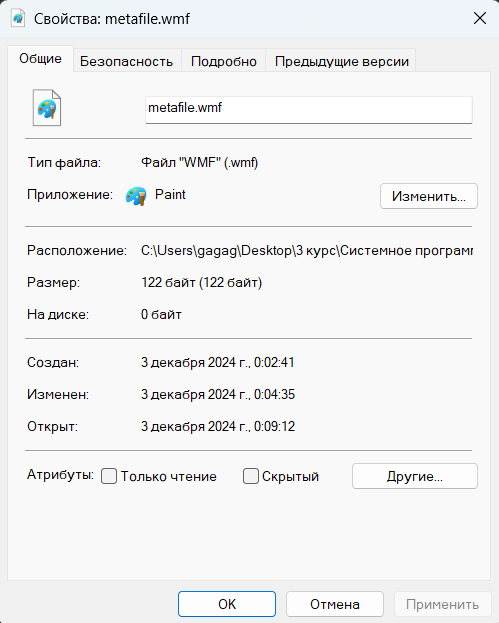 Свойства: metafile.wmf
Общие Безопасность Подробно Предыдущие версии
metafile.wmf
Тип файла: Файл "WMF" (.wmf)
Приложение: Paint Изменить...
Расположение: C:\Users\gagag\Desktop\3 курс\Системное программ
Размер: 122 байт (122 байт)
На диске: 0 байт
Создан: 3 декабря 2024 г., 0:02:41
Изменен: 3 декабря 2024 г., 0:04:35
Открыт: 3 декабря 2024 г., 0:09:12
Атрибуты: Только чтение Скрытый Другие...
OK Отмена Применить